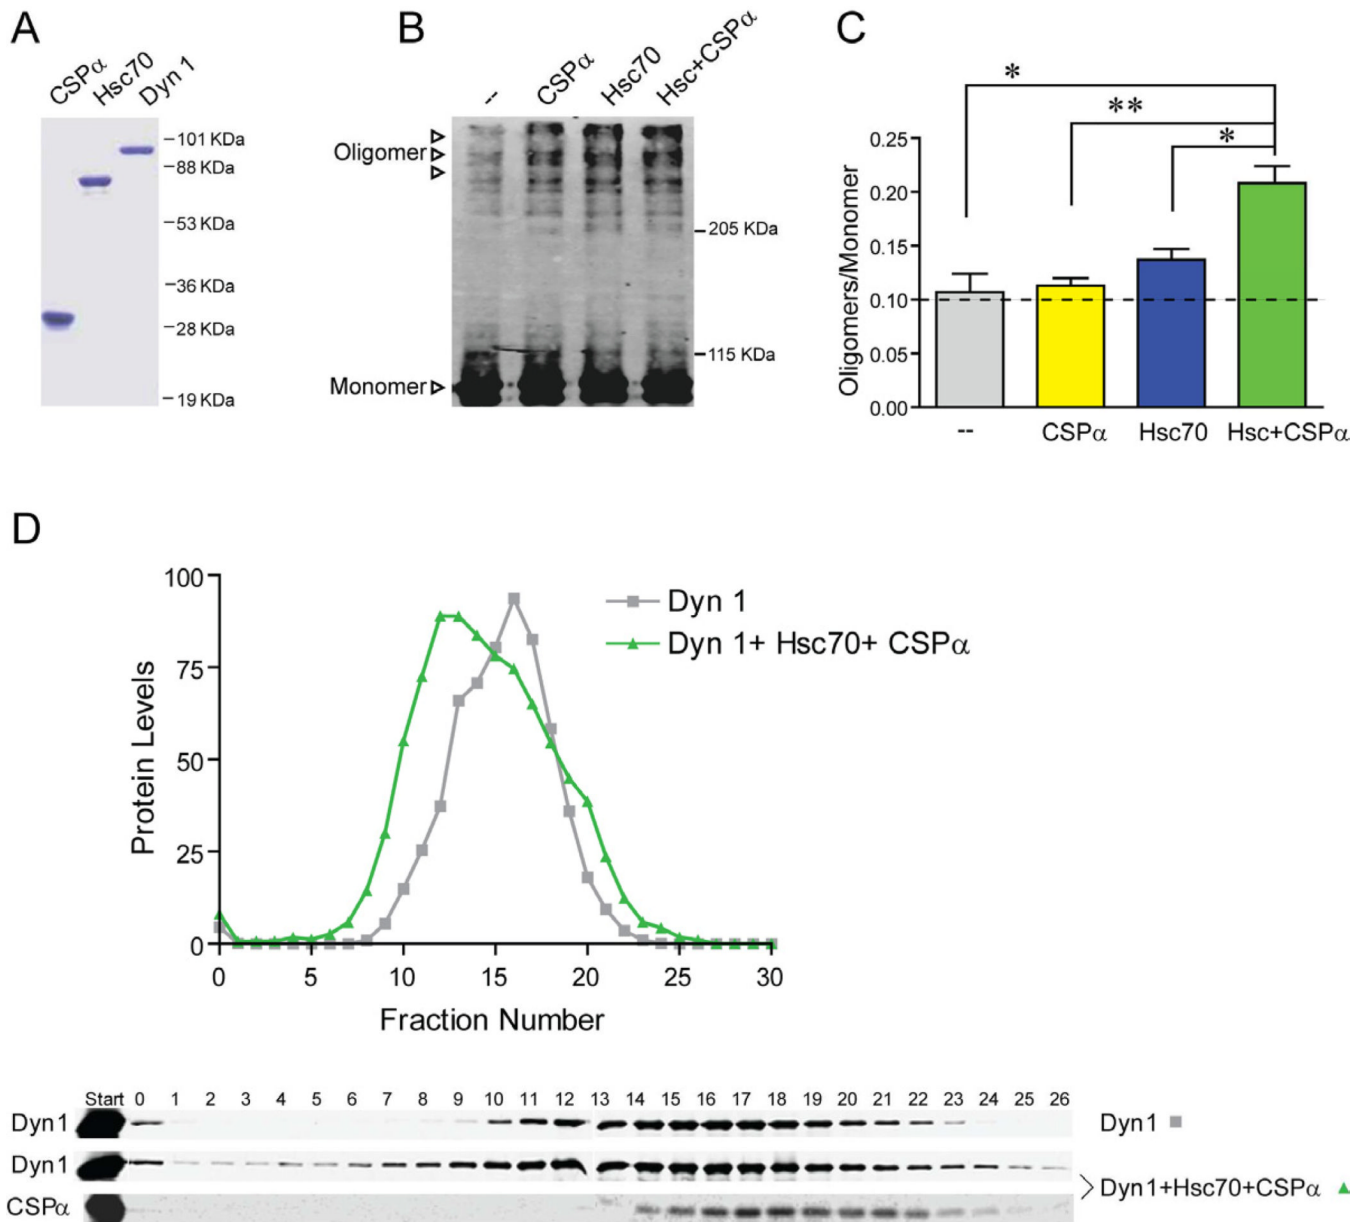 A
CSPα Hsc70 Dyn 1
101 KDa
88 KDa
53 KDa
36 KDa
28 KDa
19 KDa
B
-- CSPα Hsc70 Hsc+CSPα
Oligomer
205 KDa
115 KDa
Monomer
C
* 
**
*
Oligomers/Monomer
0.25
0.20
0.15
0.10
0.05
0.00
-- CSPα Hsc70 Hsc+CSPα
D
Protein Levels
100
75
50
25
0
0 5 10 15 20 25 30
Fraction Number
Dyn 1
Dyn 1+ Hsc70+ CSPα
Start 0 1 2 3 4 5 6 7 8 9 10 11 12 13 14 15 16 17 18 19 20 21 22 23 24 25 26
Dyn1 Dyn1
Dyn1
Dyn1+Hsc70+CSPα
CSPα